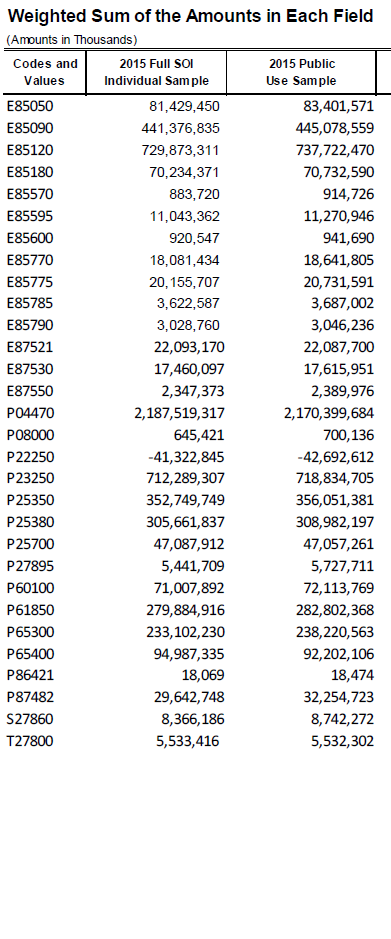 Weighted Sum of the Amounts in Each Field
(Amounts in Thousands)
Codes and 2015 Full SOI 2015 Public
Values Individual Sample Use Sample
E85050 81,429,450 83,401,571
E85090 441,376,835 445,078,559
E85120 729,873,311 737,722,470
E85180 70,234,371 70,732,590
E85570 883,720 914,726
E85595 11,043,362 11,270,946
E85600 920,547 941,690
E85770 18,081,434 18,641,805
E85775 20,155,707 20,731,591
E85785 3,622,587 3,687,002
E85790 3,028,760 3,046,236
E87521 22,093,170 22,087,700
E87530 17,460,097 17,615,951
E87550 2,347,373 2,389,976
P04470 2,187,519,317 2,170,399,684
P08000 645,421 700,136
P22250 -41,322,845 -42,692,612
P23250 712,289,307 718,834,705
P25350 352,749,749 356,051,381
P25380 305,661,837 308,982,197
P25700 47,087,912 47,057,261
P27895 5,441,709 5,727,711
P60100 71,007,892 72,113,769
P61850 279,884,916 282,802,368
P65300 233,102,230 238,220,563
P65400 94,987,335 92,202,106
P86421 18,069 18,474
P87482 29,642,748 32,254,723
S27860 8,366,186 8,742,272
T27800 5,533,416 5,532,302